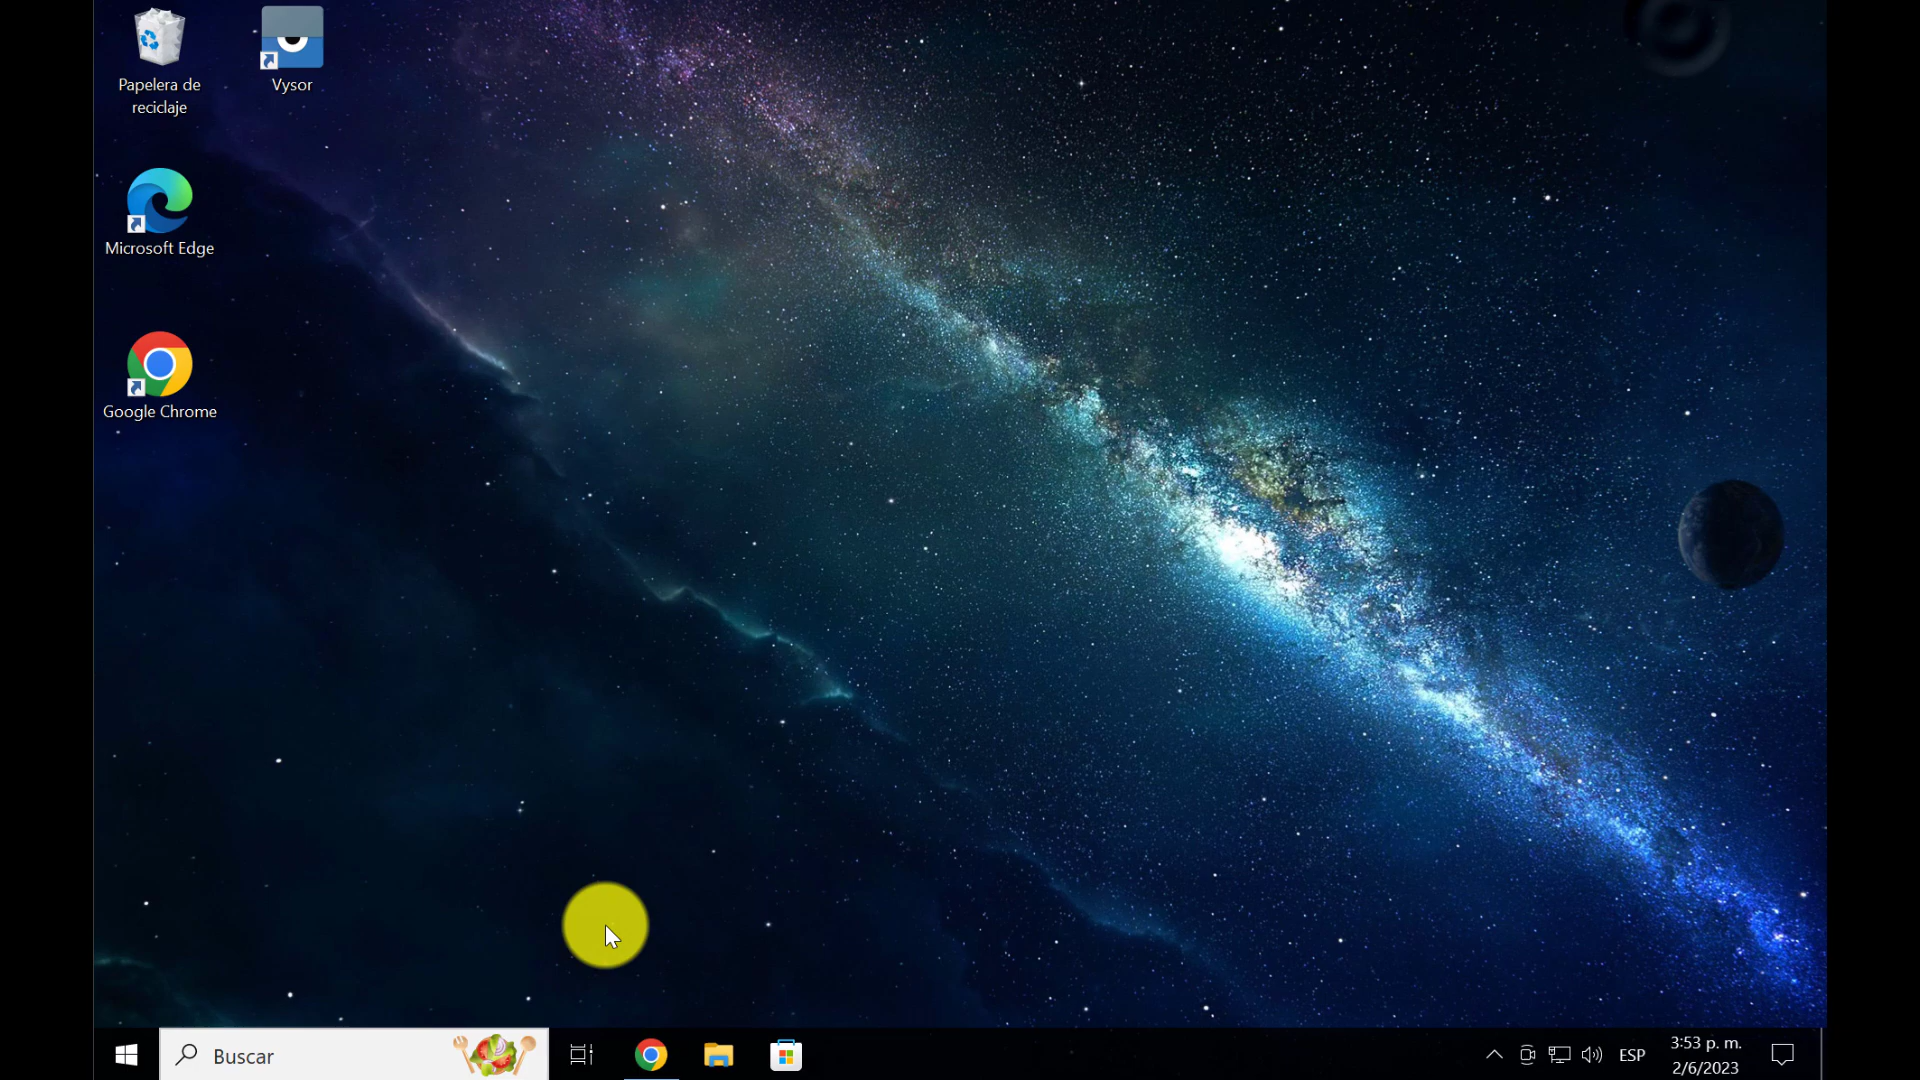 Papelera de
reciclaje
Vysor
Microsoft Edge
Google Chrome
Buscar
ESP
3:53 p. m.
2/6/2023